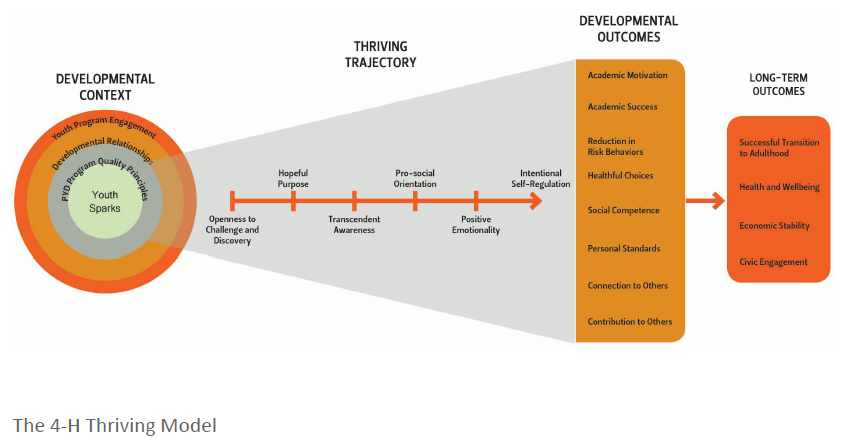 DEVELOPMENTAL
CONTEXT
Youth Program Engagement
Developmental Relationships
PYD Program Quality Principles
Youth
Sparks
THRIVING
TRAJECTORY
Openness to
Challenge and
Discovery
Hopeful
Purpose
Transcendent
Awareness
Pro-social
Orientation
Positive
Emotionality
Intentional
Self-Regulation
DEVELOPMENTAL
OUTCOMES
Academic Motivation
Academic Success
Reduction in
Risk Behaviors
Healthful Choices
Social Competence
Personal Standards
Connection to Others
Contribution to Others
LONG-TERM
OUTCOMES
Successful Transition
to Adulthood
Health and Wellbeing
Economic Stability
Civic Engagement
The 4-H Thriving Model